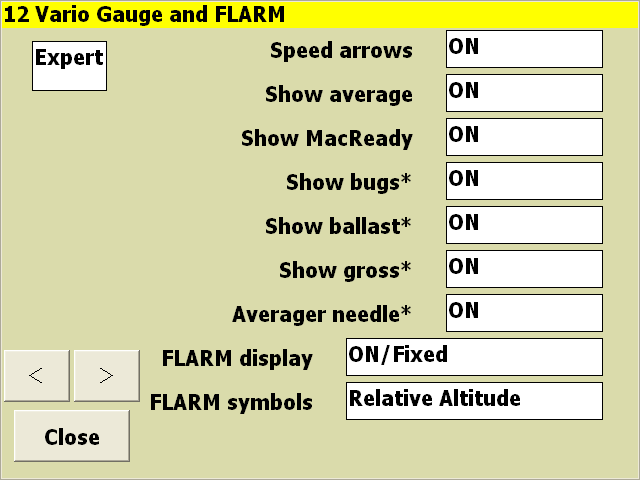 12 Vario Gauge and FLARM
Expert
Speed arrows ON
Show average ON
Show MacReady ON
Show bugs* ON
Show ballast* ON
Show gross* ON
Averager needle* ON
FLARM display ON/Fixed
< >
FLARM symbols Relative Altitude
Close